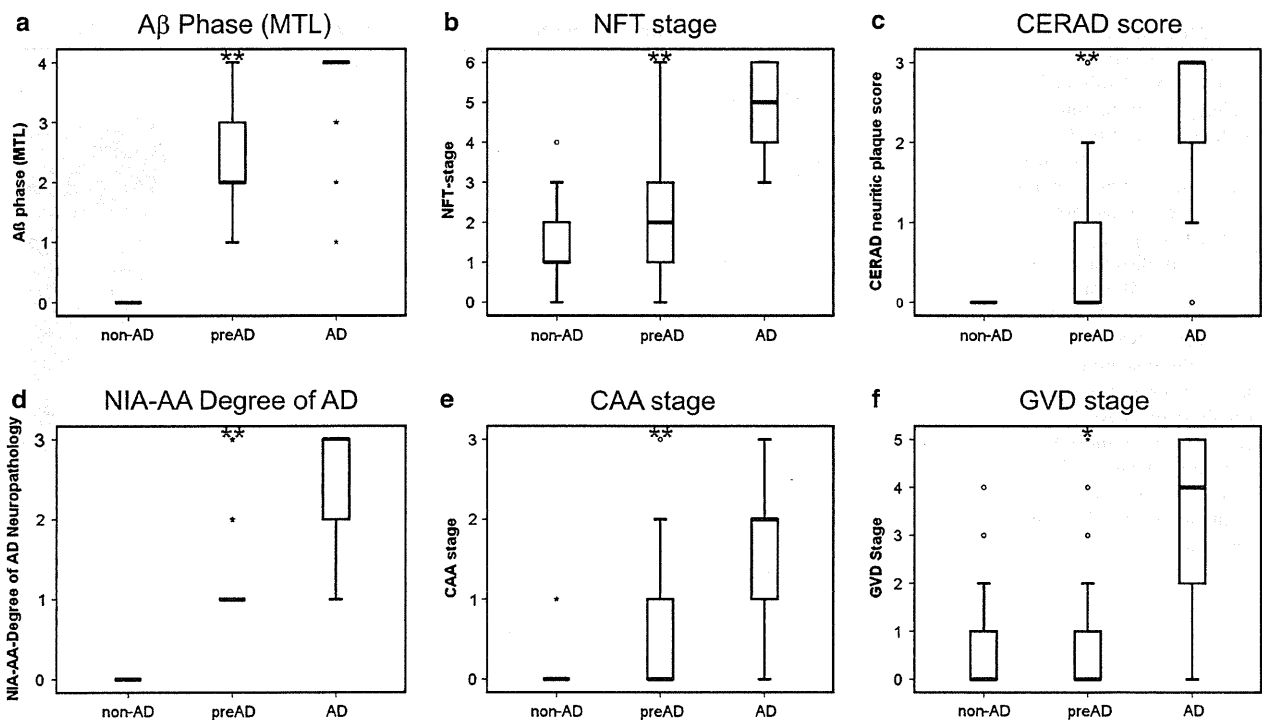 a Aβ Phase (MTL)
**
4
3
2
1
0
Aß phase (MTL)
non-AD preAD AD
b NFT stage
**
6
5
4
3
2
1
0
NFT-stage
non-AD preAD AD
c CERAD score
**
3
2
1
0
CERAD neuritic plaque score
non-AD preAD AD
d NIA-AA Degree of AD
**
3
2
1
0
NIA-AA-Degree of AD Neuropathology
non-AD preAD AD
e CAA stage
**
3
2
1
0
CAA stage
non-AD preAD AD
f GVD stage
*
5
4
3
2
1
0
GVD Stage
non-AD preAD AD